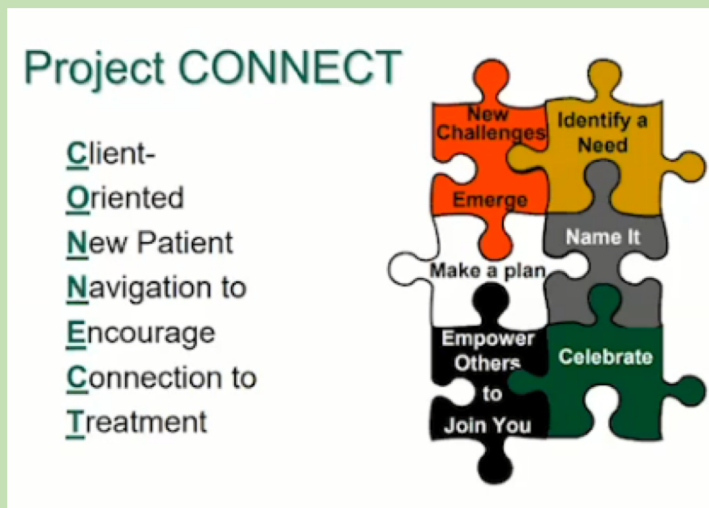 Project CONNECT
Client-
Oriented
New Patient
Navigation to
Encourage
Connection to
Treatment
New
Challenges
Emerge
Identify a
Need
Make a plan
Name It
Empower
Others
to
Join You
Celebrate